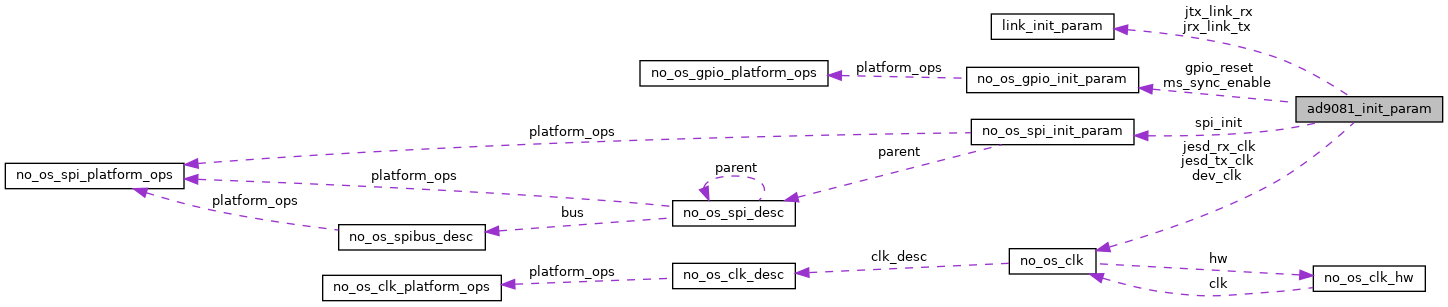 jtx_link_rx
jrx_link_tx
link_init_param
no_os_gpio_platform_ops
platform_ops
no_os_gpio_init_param
gpio_reset
ms_sync_enable
ad9081_init_param
platform_ops
no_os_spi_init_param
spi_init
jesd_rx_clk
jesd_tx_clk
dev_clk
parent
no_os_spi_platform_ops
platform_ops
parent
platform_ops
no_os_spibus_desc
bus
no_os_spi_desc
no_os_clk_platform_ops
platform_ops
no_os_clk_desc
clk_desc
no_os_clk
hw
clk
no_os_clk_hw